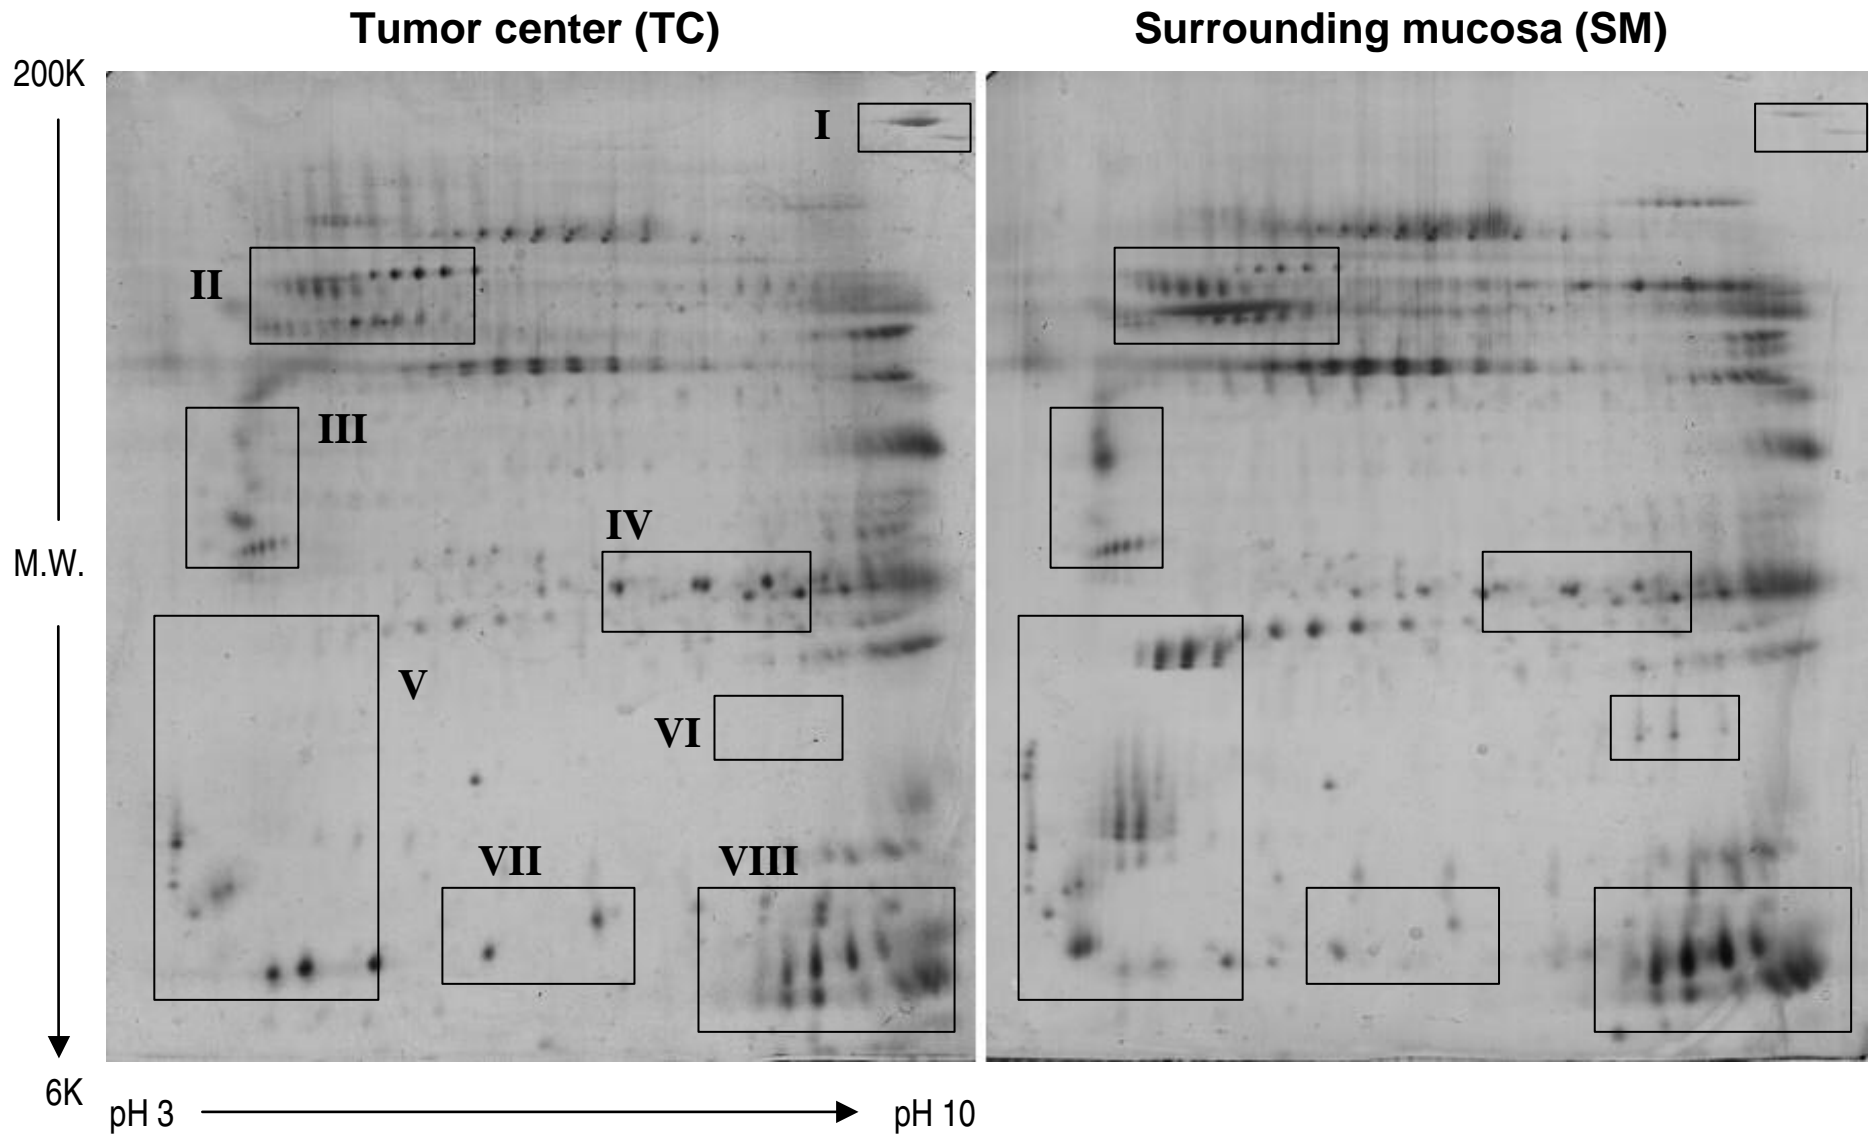 Tumor center (TC)
Surrounding mucosa (SM)
200K
I
II
III
IV
M.W.
V
VI
VII
VIII
6K
pH 3
pH 10